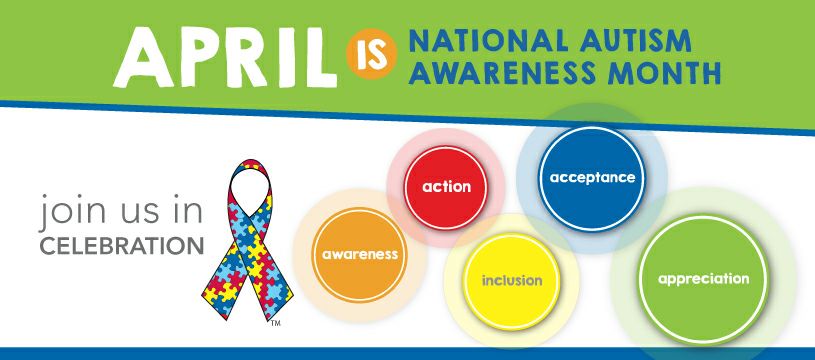 APRIL IS NATIONAL AUTISM
AWARENESS MONTH
join us in
CELEBRATION
TM
awareness
action
inclusion
acceptance
appreciation